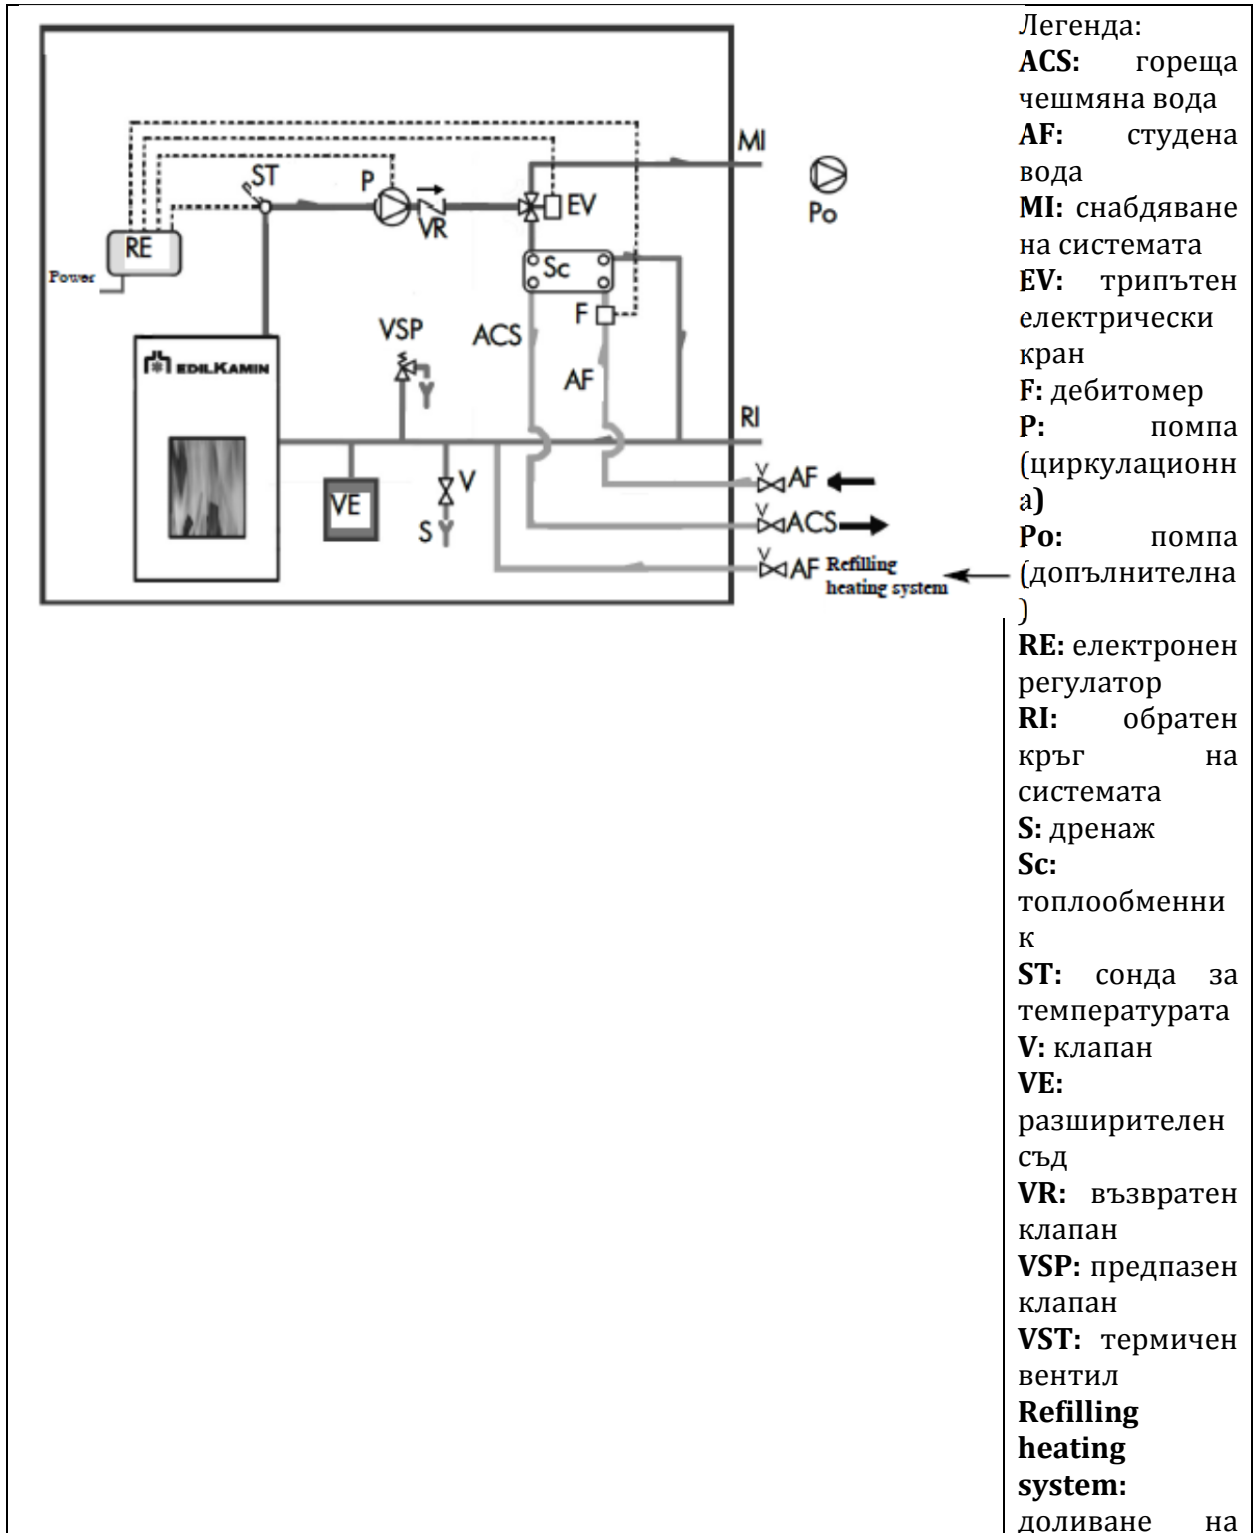 MI
Po
ST
P
VR
EV
RE
Power
Sc
F
VSP
ACS
AF
EDILKAMIN
RI
V
VE
S
V
AF
V
ACS
V
AF Refilling
heating system
Легенда:
ACS: гореща
чешмяна вода
AF: студена
вода
MI: снабдяване
на системата
EV: трипътен
електрически
кран
F: дебитомер
P: помпа
(циркулационн
а)
Po: помпа
(допълнителна
)
RE: електронен
регулатор
RI: обратен
кръг на
системата
S: дренаж
Sc:
топлообменни
к
ST: сонда за
температурата
V: клапан
VE:
разширителен
съд
VR: възвратен
клапан
VSP: предпазен
клапан
VST: термичен
вентил
Refilling
heating
system:
доливане на